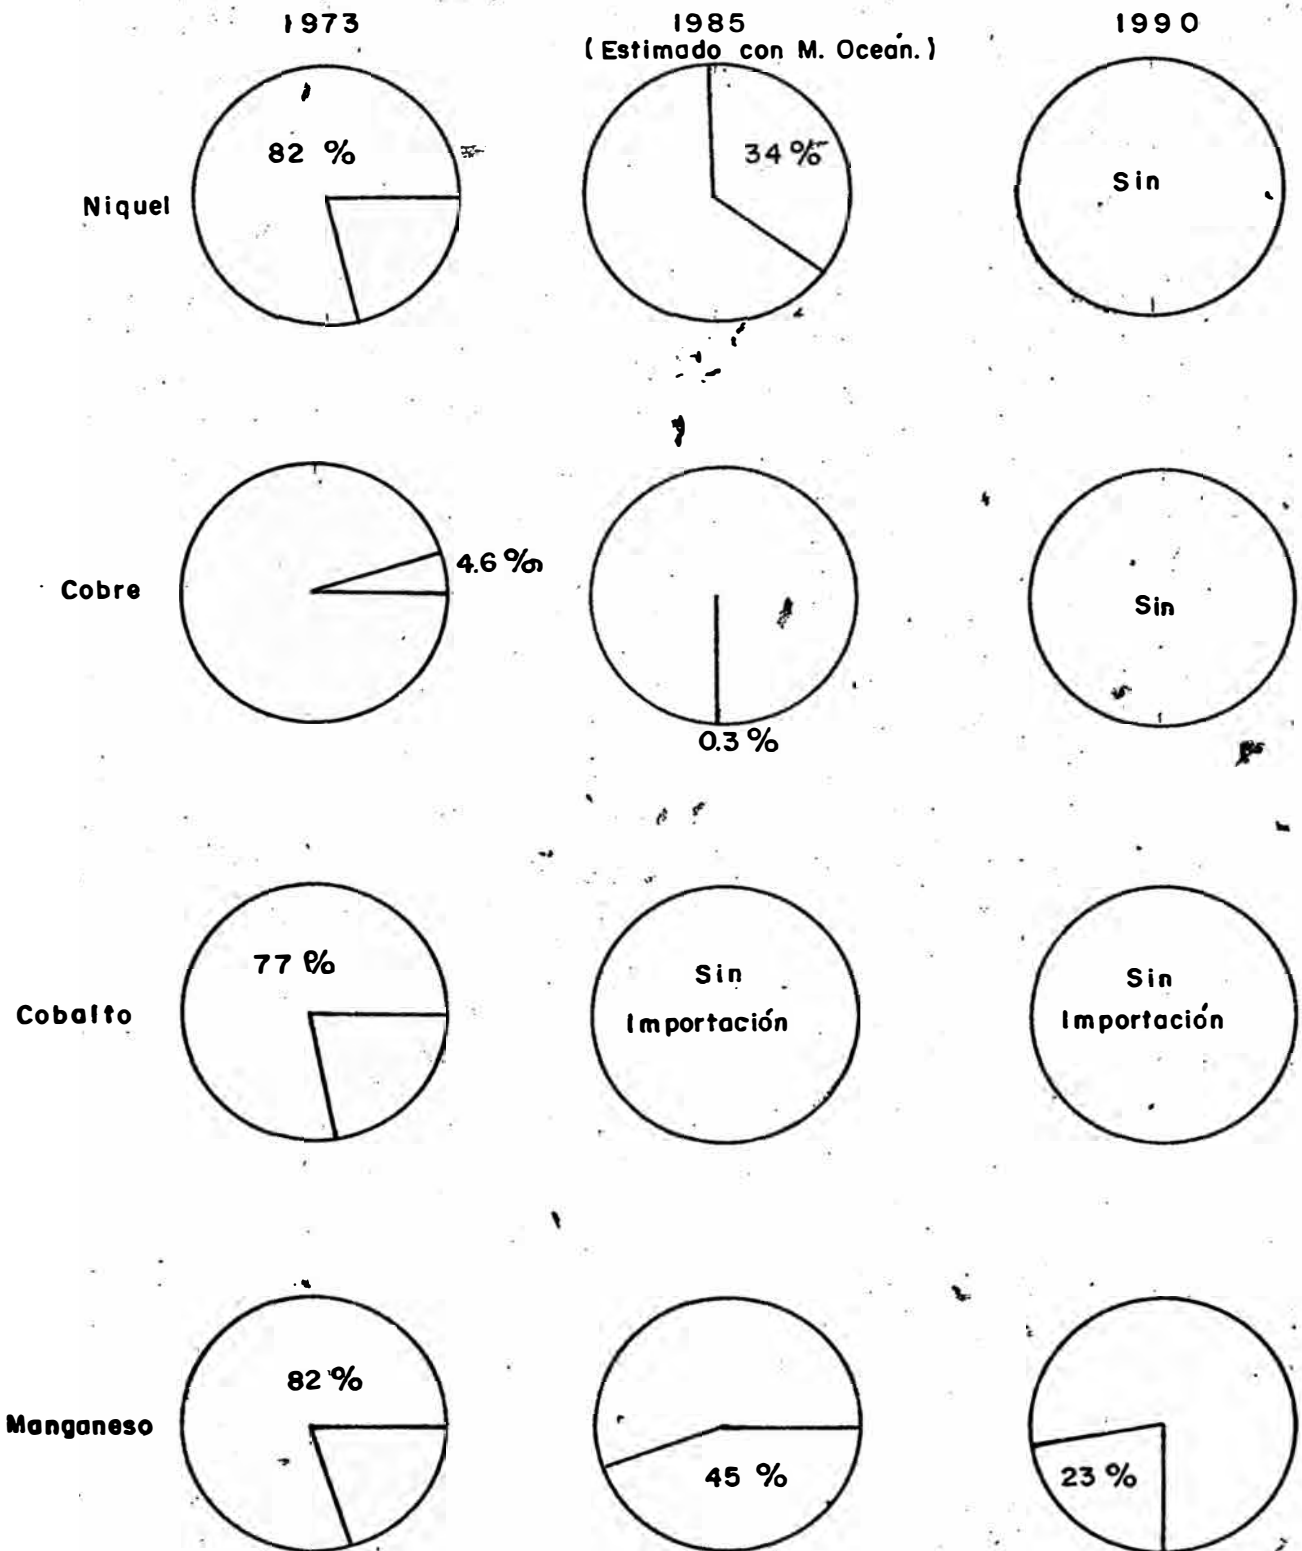 1973 1985 1990
(Estimado con M. Oceán.)
82 % 34 %
Niquel Sin
4.6 %
Cobre Sin
0.3 %
77 % Sin Sin
Cobalto Importación Importación
82 %
Manganeso 45 % 23 %